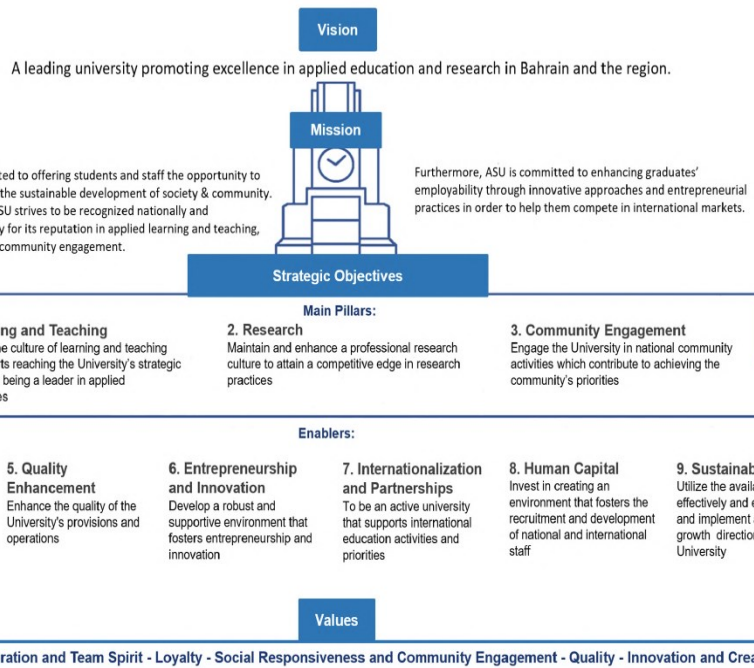 Vision
A leading university promoting excellence in applied education and research in Bahrain and the region.
Mission
the sustainable development of society & community.
strives to be recognized nationally and
for its reputation in applied learning and teaching,
community engagement.
to offering students and staff the opportunity to
Furthermore, ASU is committed to enhancing graduates'
employability through innovative approaches and entrepreneurial
practices in order to help them compete in international markets.
Strategic Objectives
Main Pillars:
and Teaching
culture of learning and teaching
reaching the University's strategic
being a leader in applied
2. Research
Maintain and enhance a professional research
culture to attain a competitive edge in research
practices
3. Community Engagement
Engage the University in national community
activities which contribute to achieving the
community's priorities
Enablers:
5. Quality
Enhancement
Enhance the quality of the
University's provisions and
operations
6. Entrepreneurship
and Innovation
Develop a robust and
supportive environment that
fosters entrepreneurship and
innovation
7. Internationalization
and Partnerships
To be an active university
that supports international
education activities and
priorities
8. Human Capital
Invest in creating an
environment that fosters the
recruitment and development
of national and international
staff
9.
Utilize the
effectively and
and implement
growth
University
Values
and Team Spirit - Loyalty - Social Responsiveness and Community Engagement - Quality - Innovation and